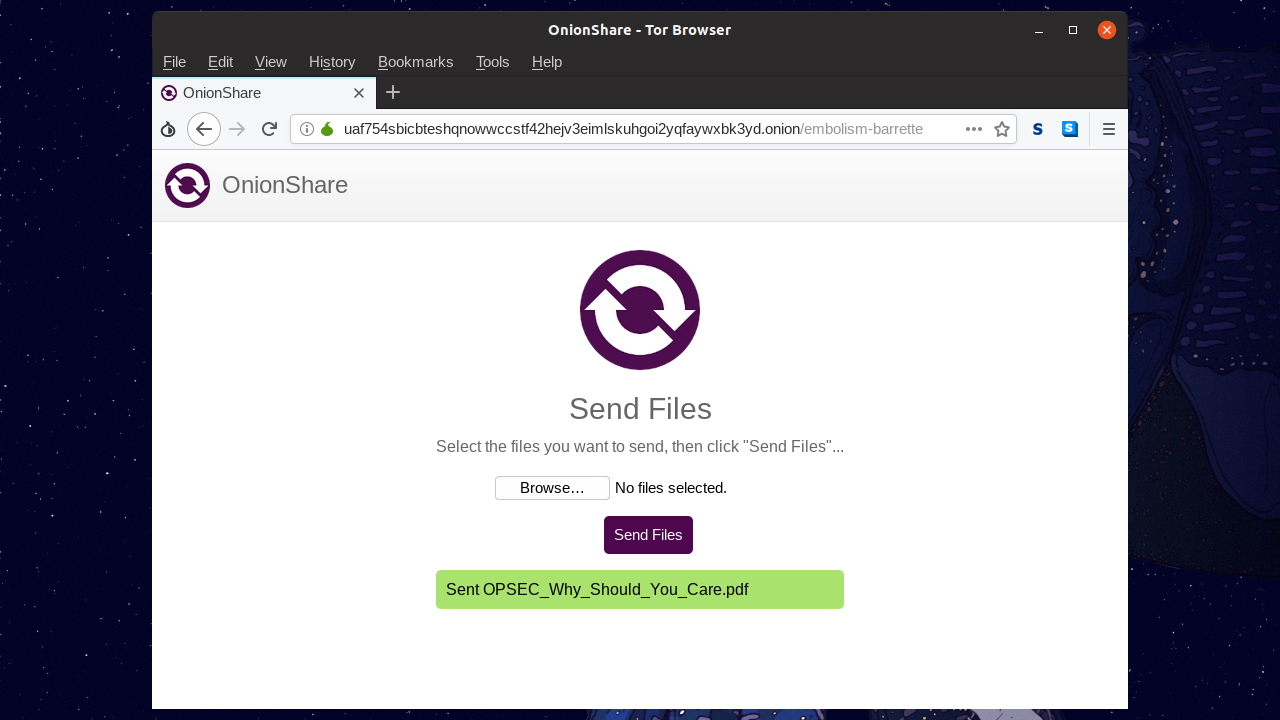 OnionShare - Tor Browser
File Edit View History Bookmarks Tools Help
OnionShare
uaf754sbicbteshqnowwccstf42hejv3eimlskuhgoi2yqfaywxbk3yd.onion/embolism-barrette
OnionShare
Send Files
Select the files you want to send, then click "Send Files"...
Browse… No files selected.
Send Files
Sent OPSEC_Why_Should_You_Care.pdf